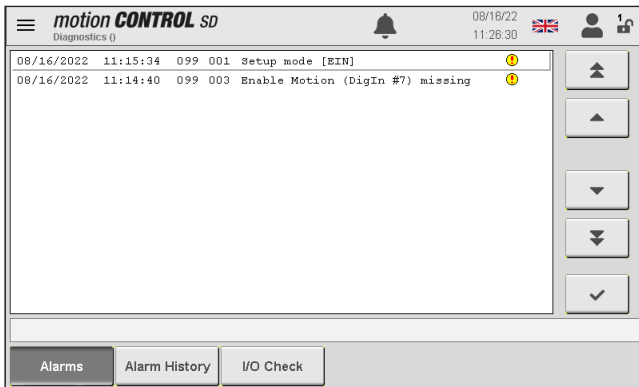 motion CONTROL SD
Diagnostics ()
08/16/22
11:26:30
1
08/16/2022 11:15:34 099 001 Setup mode [EIN]
08/16/2022 11:14:40 099 003 Enable Motion (DigIn #7) missing
Alarms
Alarm History
I/O Check